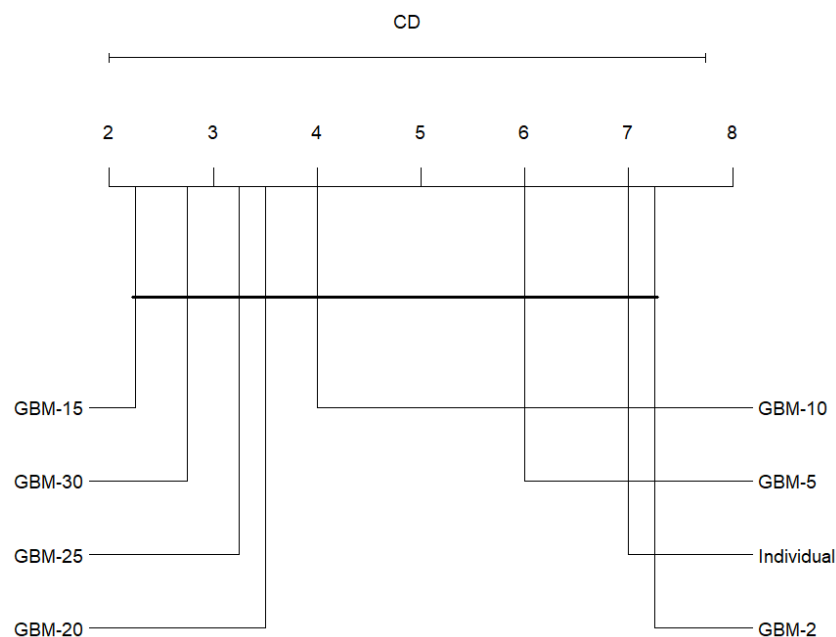 CD
2 3 4 5 6 7 8
GBM-15 GBM-10
GBM-30 GBM-5
GBM-25 Individual
GBM-20 GBM-2